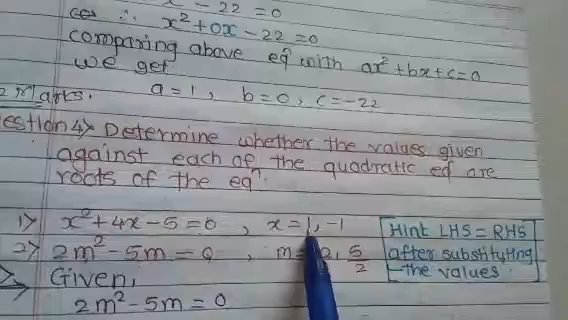 x² - 22 = 0
∴ x² + 0x - 22 = 0
comparing above eqⁿ with ax² + bx + c = 0
we get
a = 1, b = 0, c = -22
Marks.
estion 4> Determine whether the values given
against each of the quadratic eqⁿ are
roots of the eqⁿ.
1> x² + 4x - 5 = 0, x = 1, -1
Hint LHS = RHS
after substituting
the values.
2> 2m² - 5m = 0, m = 2, 5/2
Given,
2m² - 5m = 0